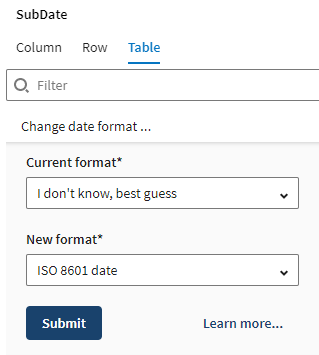 SubDate
Column Row Table
Filter
Change date format ...
Current format*
I don't know, best guess
New format*
ISO 8601 date
Submit Learn more...